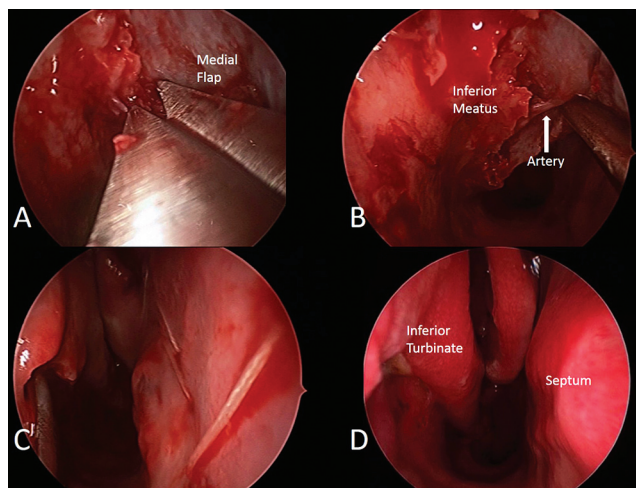 Medial
Flap
A
Inferior
Meatus
Artery
B
C
Inferior
Turbinate
Septum
D